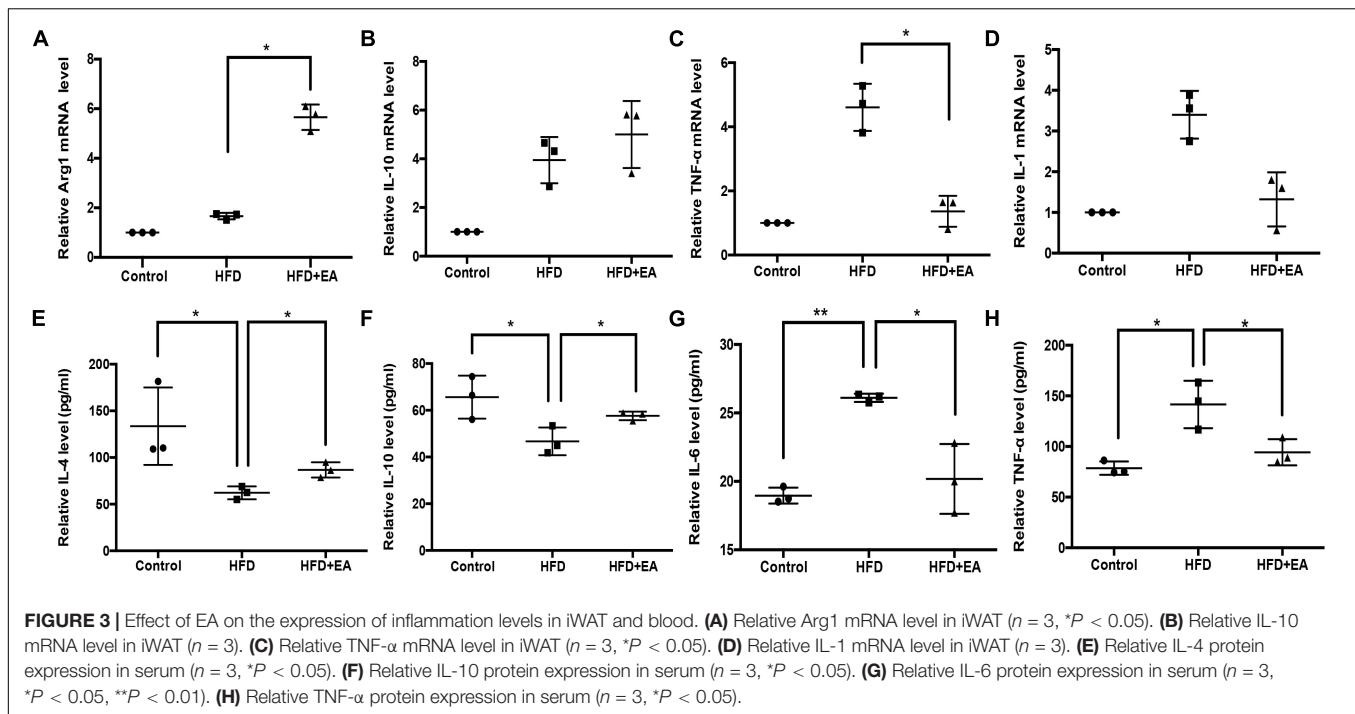 A
Relative Arg1 mRNA level
8
6
4
2
0
*
Control HFD HFD+EA
B
Relative IL-10 mRNA level
8
6
4
2
0
Control HFD HFD+EA
C
Relative TNF-α mRNA level
6
4
2
0
*
Control HFD HFD+EA
D
Relative IL-1 mRNA level
5
4
3
2
1
0
Control HFD HFD+EA
E
Relative IL-4 level (pg/ml)
200
150
100
50
0
* *
Control HFD HFD+EA
F
Relative IL-10 level (pg/ml)
80
60
40
20
0
* *
Control HFD HFD+EA
G
Relative IL-6 level (pg/ml)
30
25
20
15
** *
Control HFD HFD+EA
H
Relative TNF-α level (pg/ml)
200
150
100
50
0
* *
Control HFD HFD+EA
FIGURE 3 | Effect of EA on the expression of inflammation levels in iWAT and blood. (A) Relative Arg1 mRNA level in iWAT (n = 3, *P < 0.05). (B) Relative IL-10
mRNA level in iWAT (n = 3). (C) Relative TNF-α mRNA level in iWAT (n = 3, *P < 0.05). (D) Relative IL-1 mRNA level in iWAT (n = 3). (E) Relative IL-4 protein
expression in serum (n = 3, *P < 0.05). (F) Relative IL-10 protein expression in serum (n = 3, *P < 0.05). (G) Relative IL-6 protein expression in serum (n = 3,
*P < 0.05, **P < 0.01). (H) Relative TNF-α protein expression in serum (n = 3, *P < 0.05).